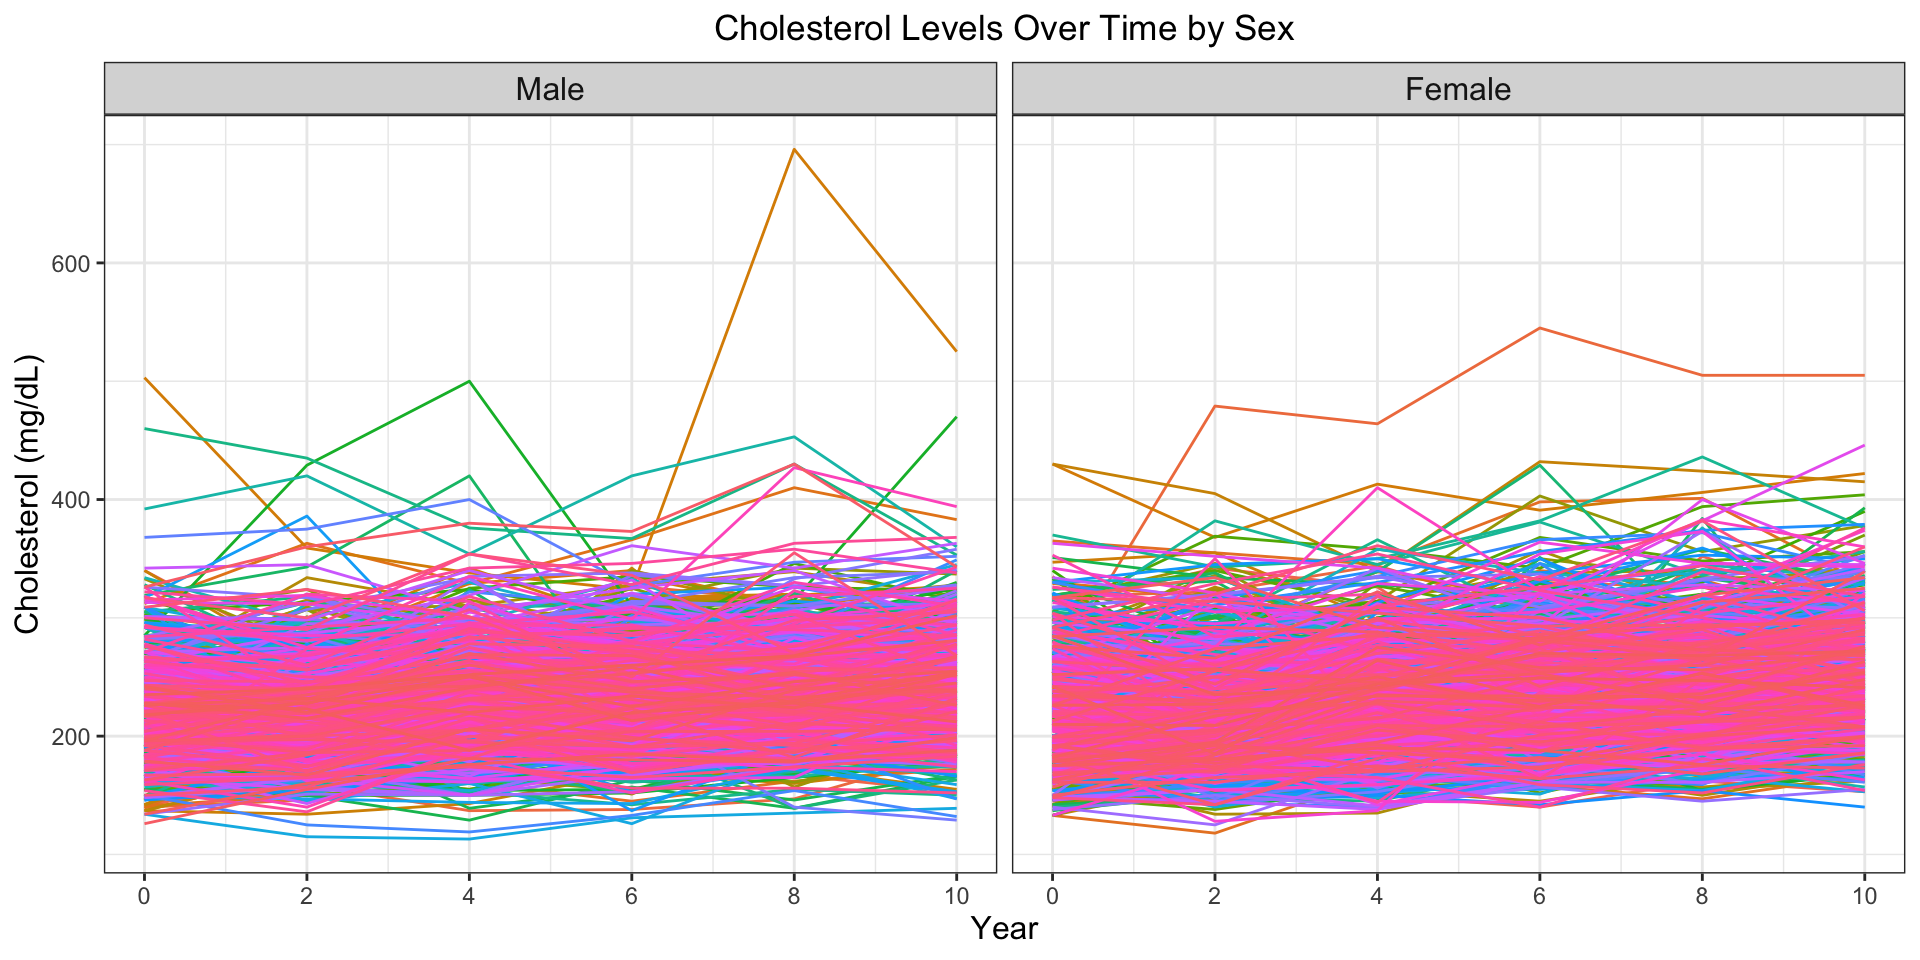 Cholesterol Levels Over Time by Sex
Male Female
Cholesterol (mg/dL)
600
400
200
0 2 4 6 8 10 0 2 4 6 8 10
Year